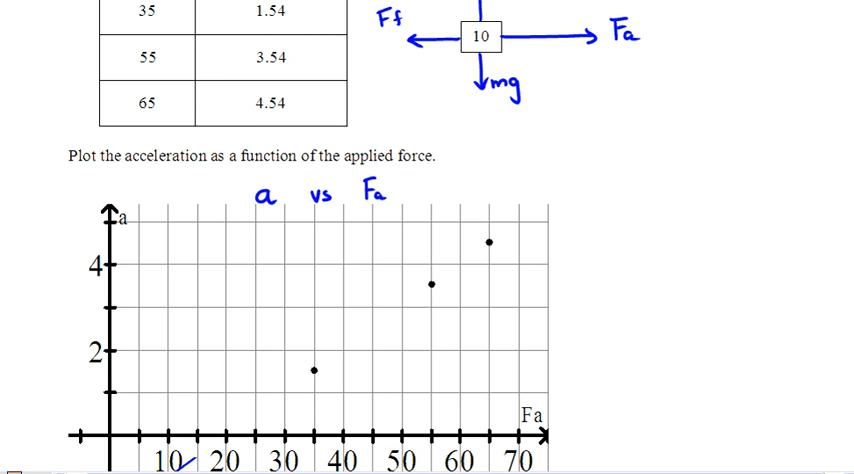 35 1.54
Ff 10 Fa
55 3.54
mg
65 4.54
Plot the acceleration as a function of the applied force.
a vs Fa
a
4
2
Fa
10 20 30 40 50 60 70